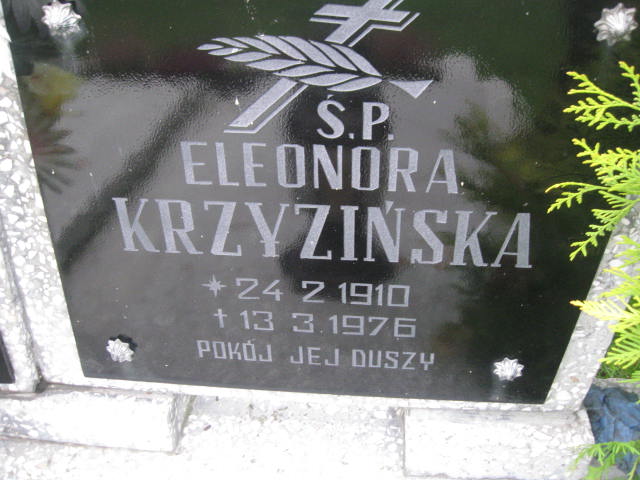 Ś.P.
ELEONORA
KRZYZIŃSKA
* 24 2 1910
† 13 3.1976
POKÓJ JEJ DUSZY